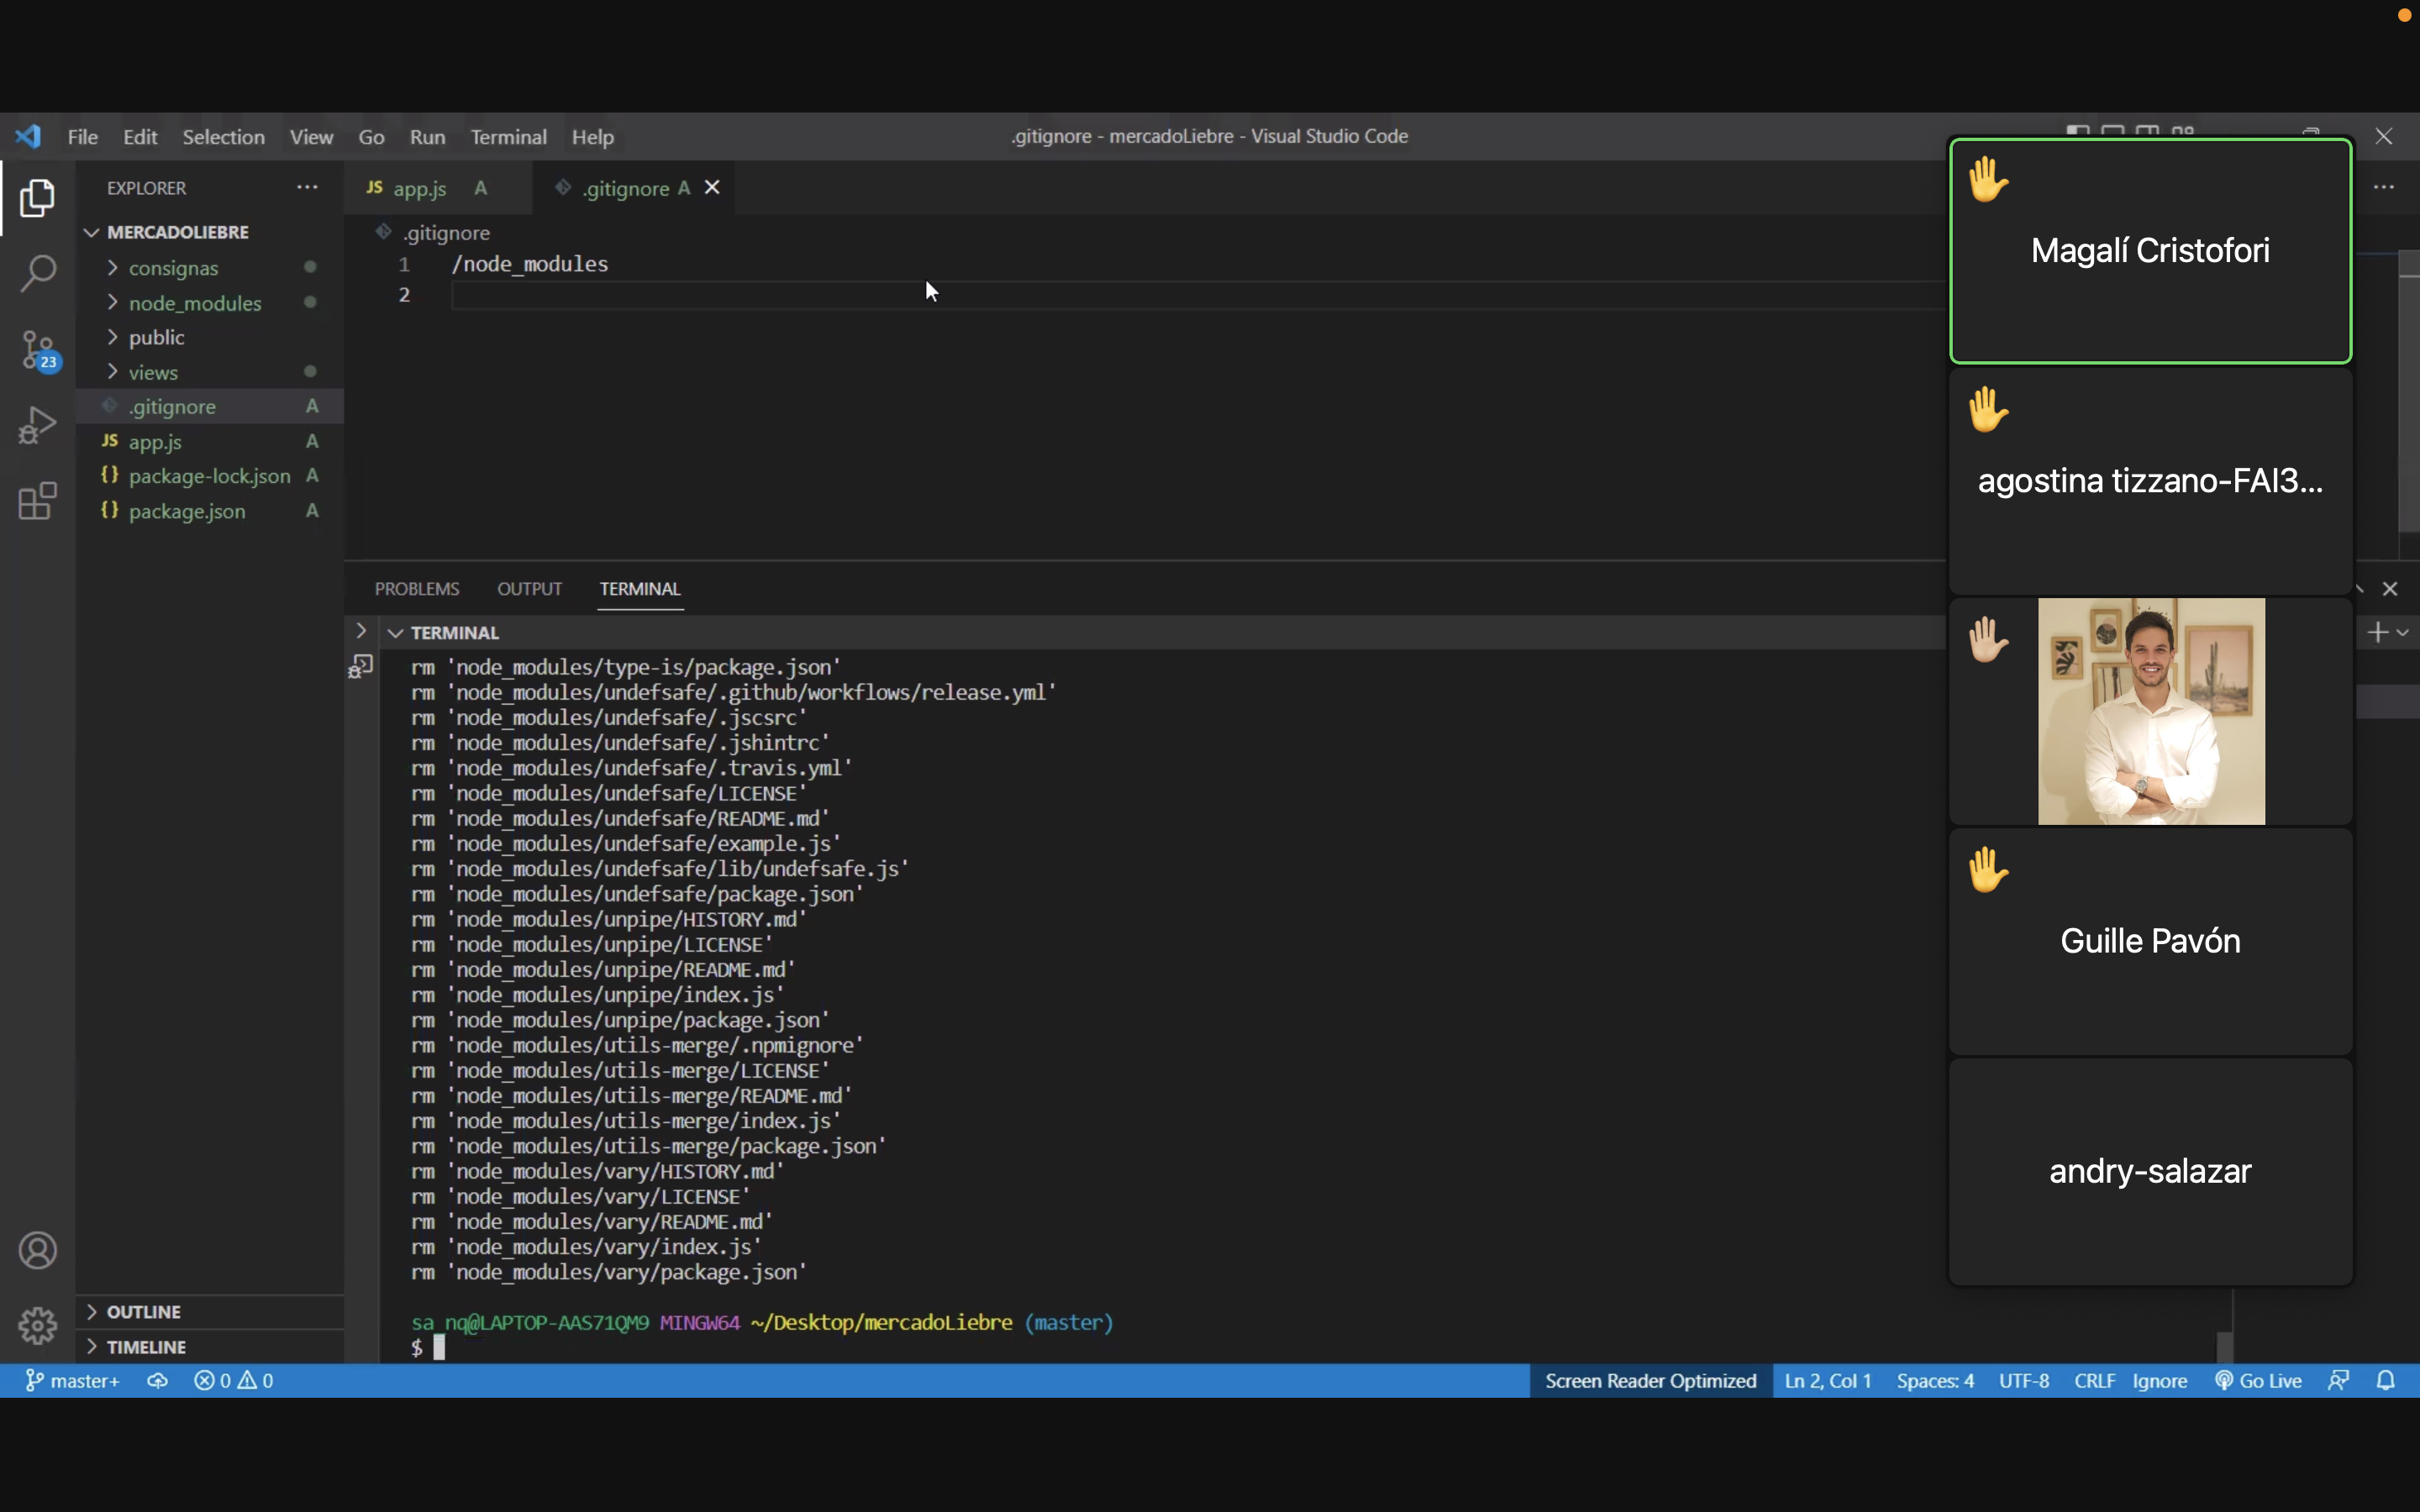 File Edit Selection View Go Run Terminal Help
.gitignore - mercadoLiebre - Visual Studio Code
EXPLORER
MERCADOLIEBRE
consignas
node_modules
public
views
.gitignore A
JS app.js A
{} package-lock.json A
{} package.json A
23
OUTLINE
TIMELINE
JS app.js A
.gitignore A
.gitignore
1 /node_modules
2
PROBLEMS OUTPUT TERMINAL
TERMINAL
rm 'node_modules/type-is/package.json'
rm 'node_modules/undefsafe/.github/workflows/release.yml'
rm 'node_modules/undefsafe/.jscsrc'
rm 'node_modules/undefsafe/.jshintrc'
rm 'node_modules/undefsafe/.travis.yml'
rm 'node_modules/undefsafe/LICENSE'
rm 'node_modules/undefsafe/README.md'
rm 'node_modules/undefsafe/example.js'
rm 'node_modules/undefsafe/lib/undefsafe.js'
rm 'node_modules/undefsafe/package.json'
rm 'node_modules/unpipe/HISTORY.md'
rm 'node_modules/unpipe/LICENSE'
rm 'node_modules/unpipe/README.md'
rm 'node_modules/unpipe/index.js'
rm 'node_modules/unpipe/package.json'
rm 'node_modules/utils-merge/.npmignore'
rm 'node_modules/utils-merge/LICENSE'
rm 'node_modules/utils-merge/README.md'
rm 'node_modules/utils-merge/index.js'
rm 'node_modules/utils-merge/package.json'
rm 'node_modules/vary/HISTORY.md'
rm 'node_modules/vary/LICENSE'
rm 'node_modules/vary/README.md'
rm 'node_modules/vary/index.js'
rm 'node_modules/vary/package.json'
sa_nq@LAPTOP-AAS71QM9 MINGW64 ~/Desktop/mercadoLiebre (master)
$
Magalí Cristofori
agostina tizzano-FAI3...
Guille Pavón
andry-salazar
master+ 0 0
Screen Reader Optimized Ln 2, Col 1 Spaces: 4 UTF-8 CRLF Ignore Go Live